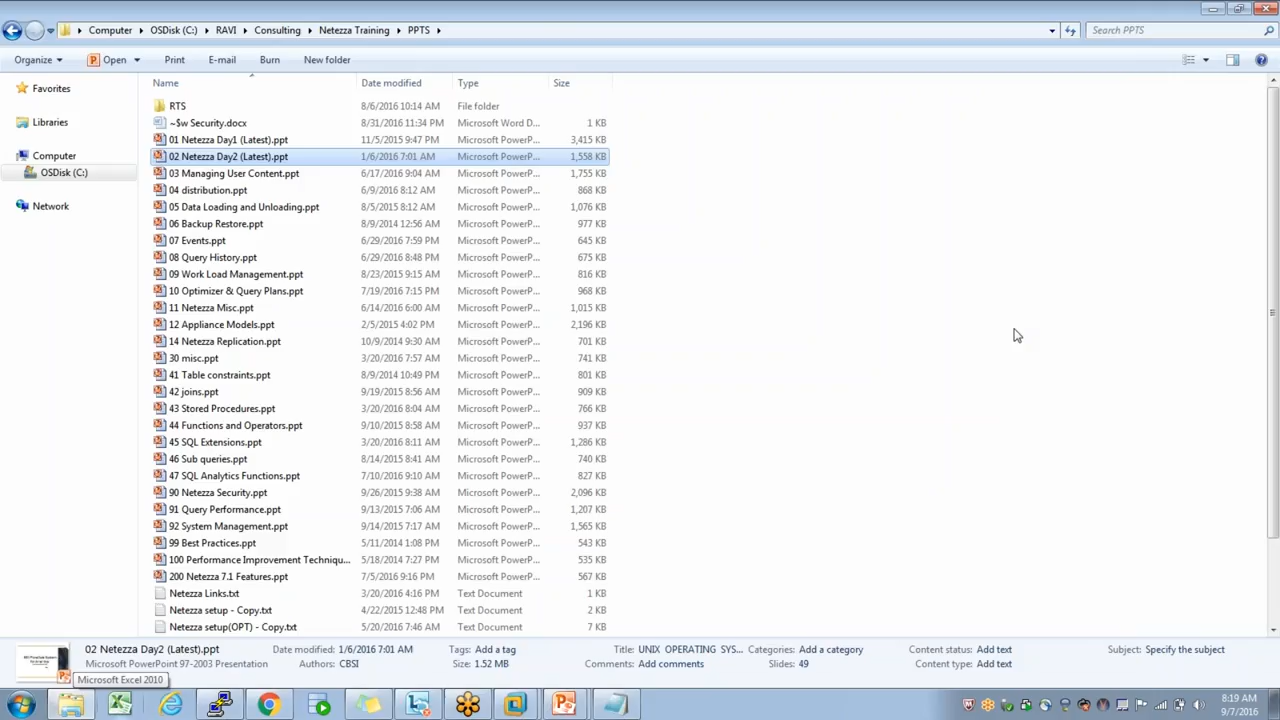 Computer ▸ OSDisk (C:) ▸ RAVI ▸ Consulting ▸ Netezza Training ▸ PPTS ▸ Search PPTS
Organize Open Print E-mail Burn New folder
Name Date modified Type Size
Favorites
Libraries
Computer
OSDisk (C:)
Network
RTS 8/6/2016 10:14 AM File folder
~$w Security.docx 8/31/2016 11:34 PM Microsoft Word D... 1 KB
01 Netezza Day1 (Latest).ppt 11/5/2015 9:47 PM Microsoft PowerP... 3,415 KB
02 Netezza Day2 (Latest).ppt 1/6/2016 7:01 AM Microsoft PowerP... 1,558 KB
03 Managing User Content.ppt 6/17/2016 9:04 AM Microsoft PowerP... 1,755 KB
04 distribution.ppt 6/9/2016 8:12 AM Microsoft PowerP... 868 KB
05 Data Loading and Unloading.ppt 8/5/2015 8:12 AM Microsoft PowerP... 1,076 KB
06 Backup Restore.ppt 8/9/2014 12:56 AM Microsoft PowerP... 977 KB
07 Events.ppt 6/29/2016 7:59 PM Microsoft PowerP... 645 KB
08 Query History.ppt 6/29/2016 8:48 PM Microsoft PowerP... 675 KB
09 Work Load Management.ppt 8/23/2015 9:15 AM Microsoft PowerP... 816 KB
10 Optimizer & Query Plans.ppt 7/19/2016 7:15 PM Microsoft PowerP... 968 KB
11 Netezza Misc.ppt 6/14/2016 6:00 AM Microsoft PowerP... 1,015 KB
12 Appliance Models.ppt 2/5/2015 4:02 PM Microsoft PowerP... 2,196 KB
14 Netezza Replication.ppt 10/9/2014 9:30 AM Microsoft PowerP... 701 KB
30 misc.ppt 3/20/2016 7:57 AM Microsoft PowerP... 741 KB
41 Table constraints.ppt 8/9/2014 10:49 PM Microsoft PowerP... 801 KB
42 joins.ppt 9/19/2015 8:56 AM Microsoft PowerP... 909 KB
43 Stored Procedures.ppt 3/20/2016 8:04 AM Microsoft PowerP... 766 KB
44 Functions and Operators.ppt 9/10/2015 8:58 AM Microsoft PowerP... 937 KB
45 SQL Extensions.ppt 3/20/2016 8:11 AM Microsoft PowerP... 1,286 KB
46 Sub queries.ppt 8/14/2015 8:41 AM Microsoft PowerP... 740 KB
47 SQL Analytics Functions.ppt 7/10/2016 9:10 AM Microsoft PowerP... 827 KB
90 Netezza Security.ppt 9/26/2015 9:38 AM Microsoft PowerP... 2,096 KB
91 Query Performance.ppt 9/13/2015 7:06 AM Microsoft PowerP... 1,207 KB
92 System Management.ppt 9/14/2015 7:17 AM Microsoft PowerP... 1,565 KB
99 Best Practices.ppt 5/11/2014 1:08 PM Microsoft PowerP... 543 KB
100 Performance Improvement Techniqu... 5/18/2014 7:27 PM Microsoft PowerP... 535 KB
200 Netezza 7.1 Features.ppt 7/5/2016 9:16 PM Microsoft PowerP... 567 KB
Netezza Links.txt 3/20/2016 4:16 PM Text Document 1 KB
Netezza setup - Copy.txt 4/22/2015 12:48 PM Text Document 2 KB
Netezza setup(OPT) - Copy.txt 5/20/2016 7:46 AM Text Document 7 KB
02 Netezza Day2 (Latest).ppt Date modified: 1/6/2016 7:01 AM Tags: Add a tag Title: UNIX OPERATING SYS... Categories: Add a category Content status: Add text Subject: Specify the subject
Microsoft PowerPoint 97-2003 Presentation Authors: CBSI Size: 1.52 MB Comments: Add comments Slides: 49 Content type: Add text
Microsoft Excel 2010
8:19 AM
9/7/2016